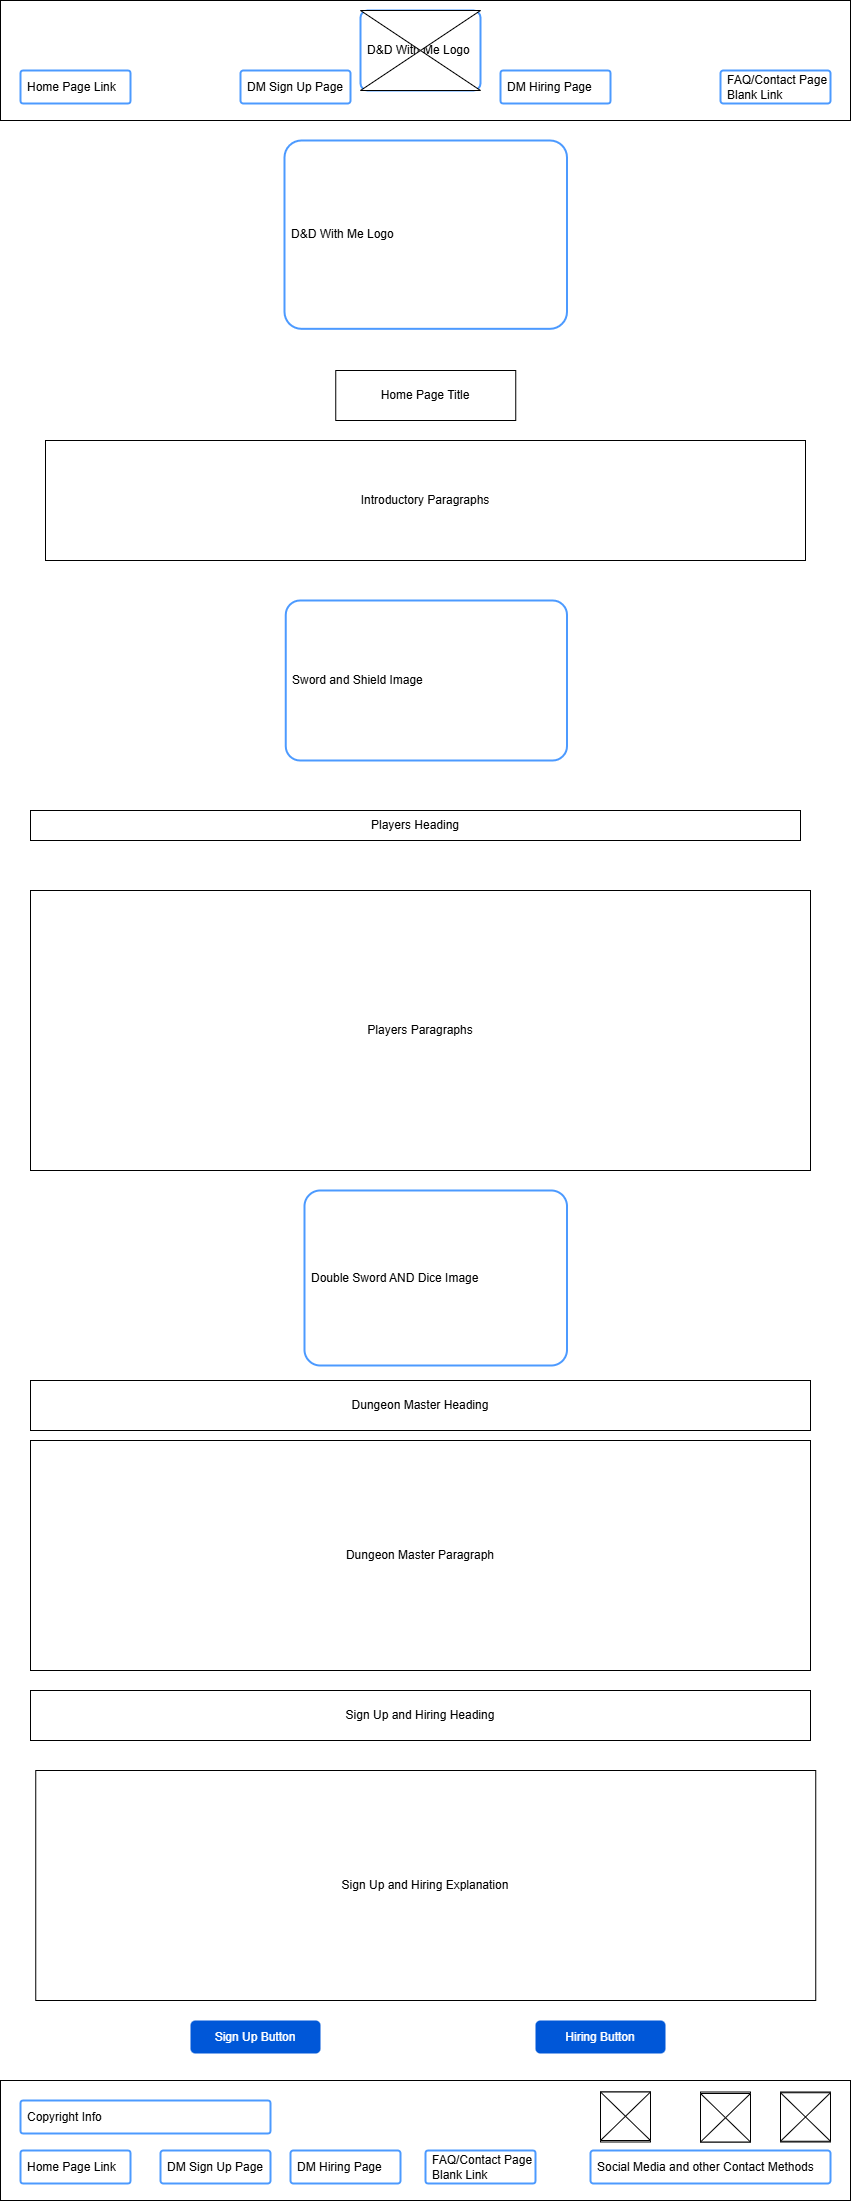 D&D With Me Logo
Home Page Link
DM Sign Up Page
DM Hiring Page
FAQ/Contact Page
Blank Link
D&D With Me Logo
Home Page Title
Introductory Paragraphs
Sword and Shield Image
Players Heading
Players Paragraphs
Double Sword AND Dice Image
Dungeon Master Heading
Dungeon Master Paragraph
Sign Up and Hiring Heading
Sign Up and Hiring Explanation
Sign Up Button
Hiring Button
Copyright Info
Home Page Link
DM Sign Up Page
DM Hiring Page
FAQ/Contact Page
Blank Link
Social Media and other Contact Methods